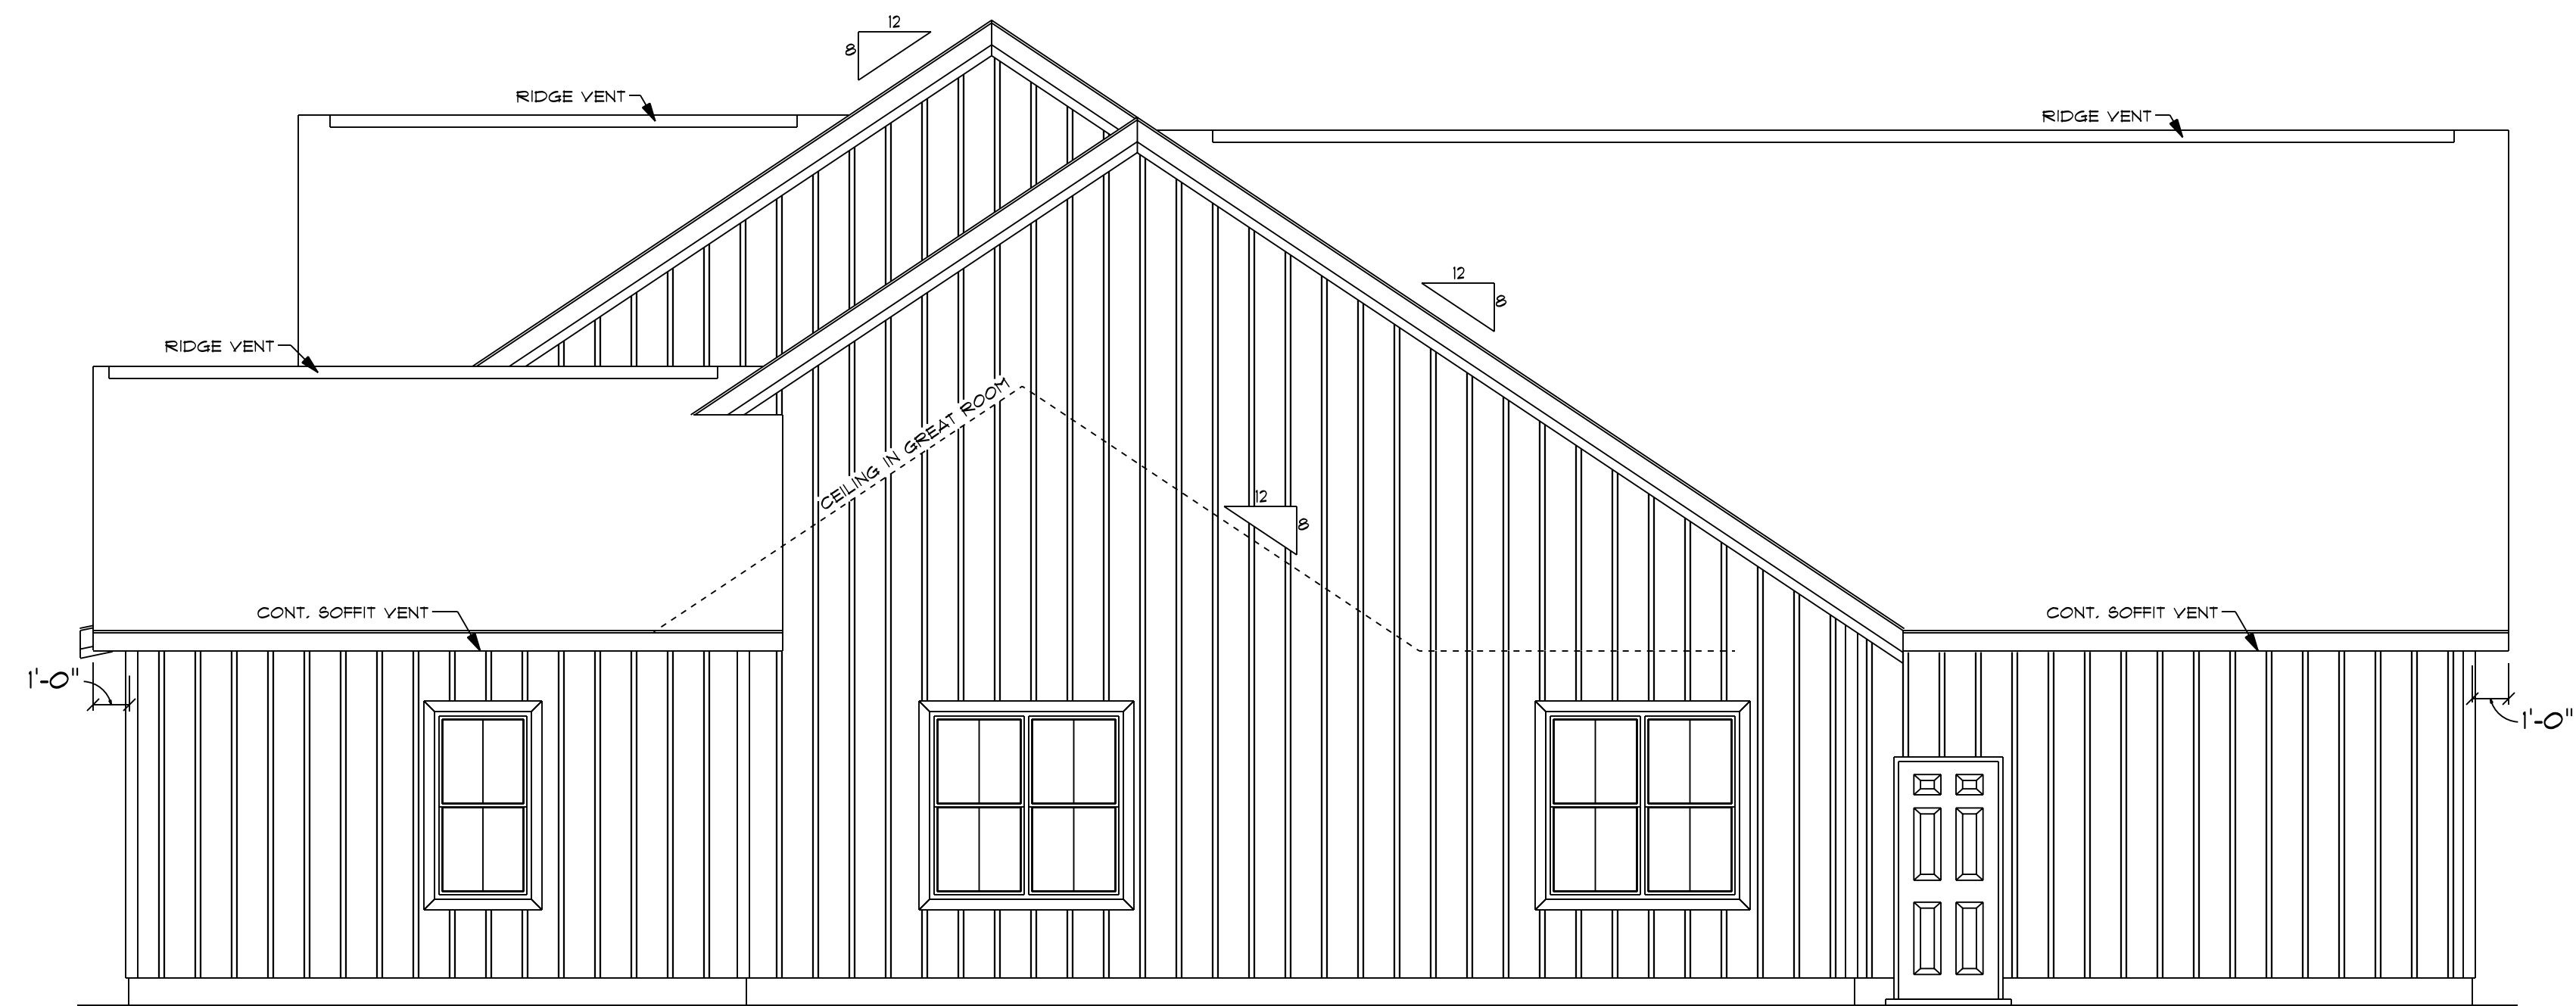 12
8
RIDGE VENT
RIDGE VENT
12
8
RIDGE VENT
CEILING IN GREAT ROOM
12
8
CONT. SOFFIT VENT
CONT. SOFFIT VENT
1'-0"
1'-0"